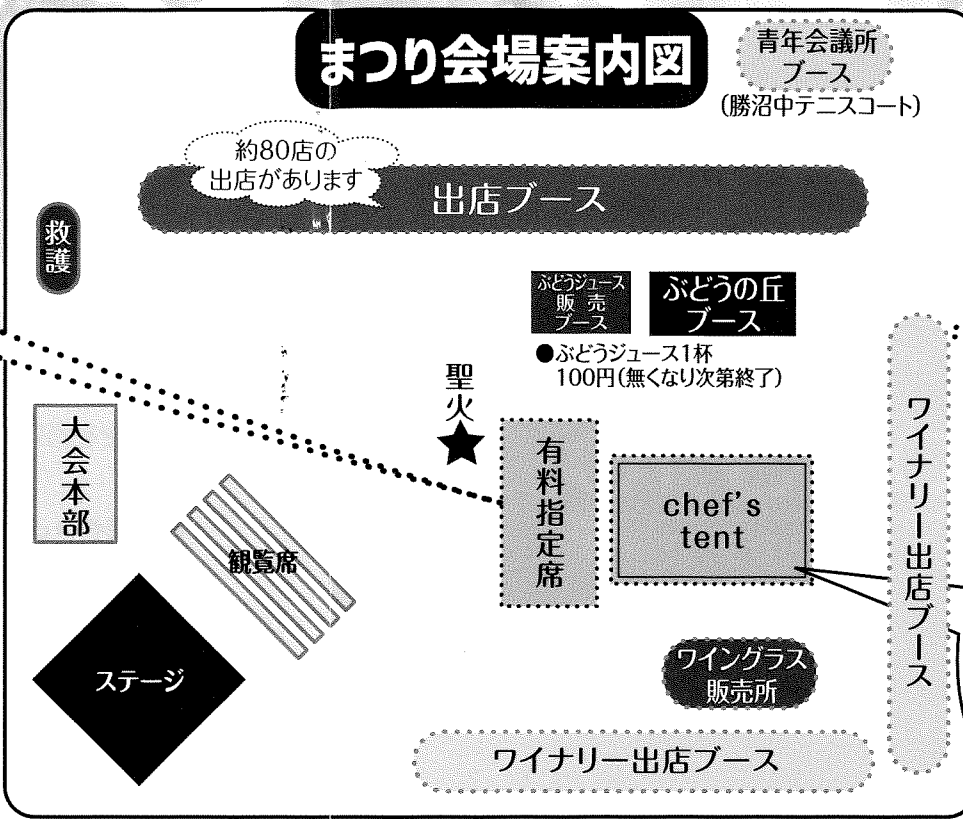 まつり会場案内図
青年会議所
ブース
(勝沼中テニスコート)
約80店の
出店があります
出店ブース
救護
ぶどうジュース
販売
ブース
ぶどうの丘
ブース
●ぶどうジュース1杯
100円(無くなり次第終了)
聖火
大会本部
有料指定席
chef's
tent
ワイナリー出店ブース
観覧席
ステージ
ワイングラス
販売所
ワイナリー出店ブース